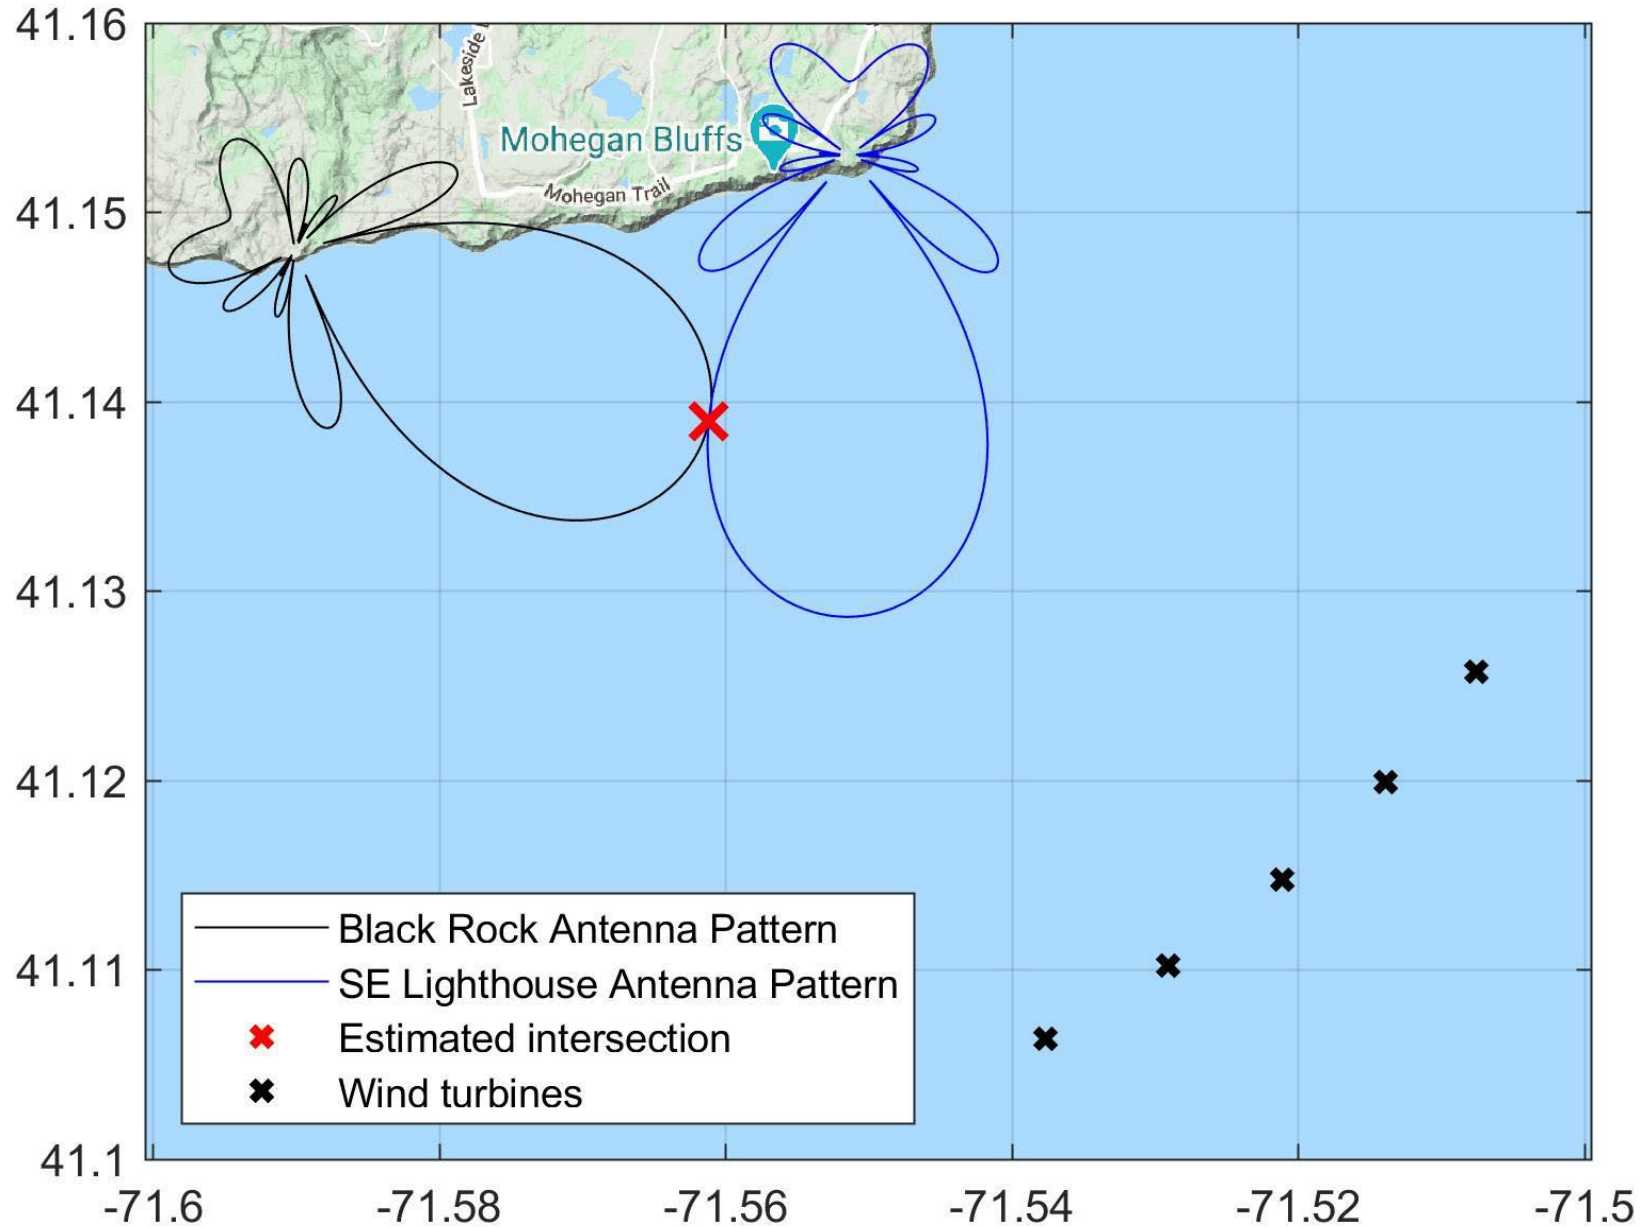 41.16
41.15
41.14
41.13
41.12
41.11
41.1
-71.6
-71.58
-71.56
-71.54
-71.52
-71.5
Lakeside
Mohegan Bluffs
Mohegan Trail
Black Rock Antenna Pattern
SE Lighthouse Antenna Pattern
Estimated intersection
Wind turbines